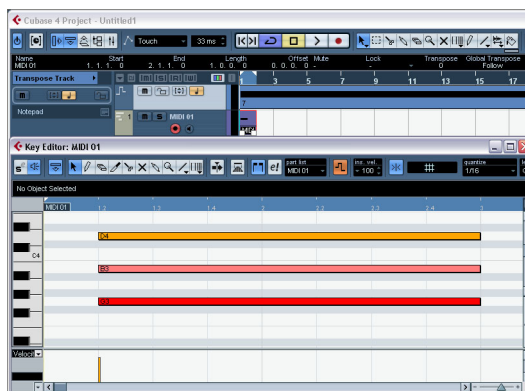 Cubase 4 Project - Untitled1
Touch
33 ms
Name
Start
End
Length
Offset
Mute
Lock
Transpose
Global Transpose
MIDI 01
1. 1. 1. 0
2. 1. 1. 0
1. 0. 0. 0
0. 0. 0. 0
-
-
0
Follow
Transpose Track
m S R W
1 3 5 7 9 11 13 15 17
m
7
Notepad
1 m S MIDI 01
Key Editor: MIDI 01
part list
MIDI 01
ins. vel.
100
quantize
1/16
No Object Selected
MIDI 01 1.2 1.3 1.4 2 2.2 2.3 2.4 3
D4
C4
B3
Velocit